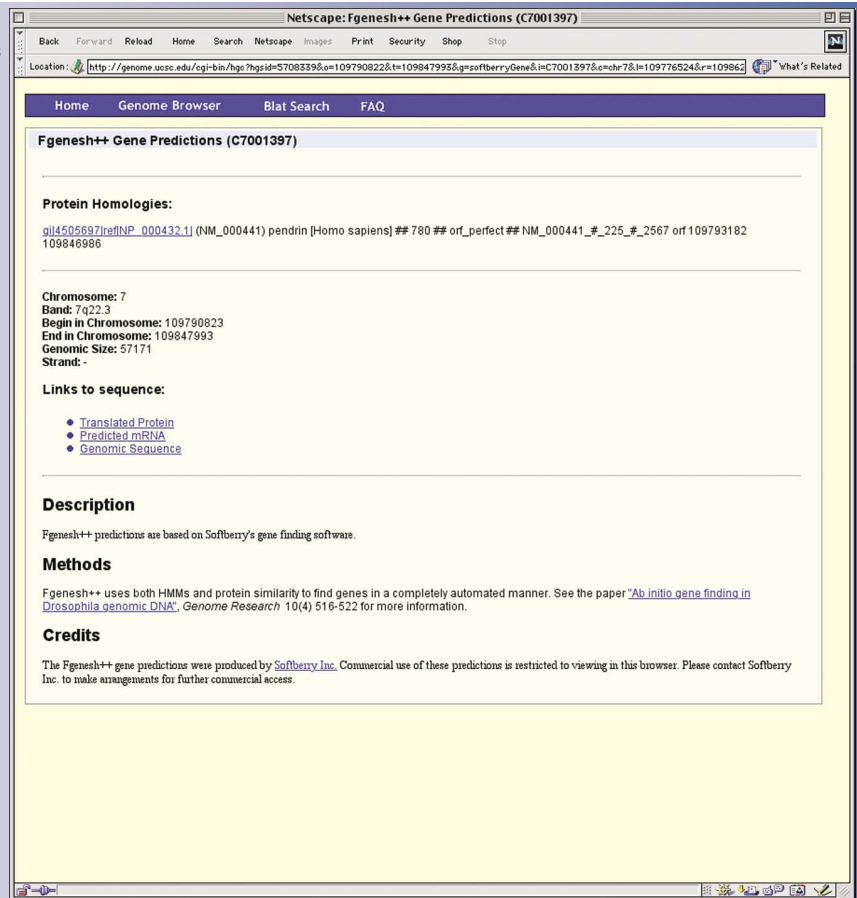 Netscape: Fgenesh++ Gene Predictions (C7001397)
Back Forward Reload Home Search Netscape Images Print Security Shop Stop
N
Location: http://genome.ucsc.edu/cgi-bin/hgc?hgsid=5708339&o=109790822&t=109847993&g=softberryGene&i=C7001397&c=chr7&l=109776524&r=109862 What's Related
Home Genome Browser Blat Search FAQ
Fgenesh++ Gene Predictions (C7001397)
Protein Homologies:
gi|4505697|ref|NP_000432.1| (NM_000441) pendrin [Homo sapiens] ## 780 ## orf_perfect ## NM_000441_#_225_#_2567 orf 109793182
109846986
Chromosome: 7
Band: 7q22.3
Begin in Chromosome: 109790823
End in Chromosome: 109847993
Genomic Size: 57171
Strand: -
Links to sequence:
Translated Protein
Predicted mRNA
Genomic Sequence
Description
Fgenesh++ predictions are based on Softberry's gene finding software.
Methods
Fgenesh++ uses both HMMs and protein similarity to find genes in a completely automated manner. See the paper "Ab initio gene finding in
Drosophila genomic DNA", Genome Research 10(4) 516-522 for more information.
Credits
The Fgenesh++ gene predictions were produced by Softberry Inc. Commercial use of these predictions is restricted to viewing in this browser. Please contact Softberry
Inc. to make arrangements for further commercial access.